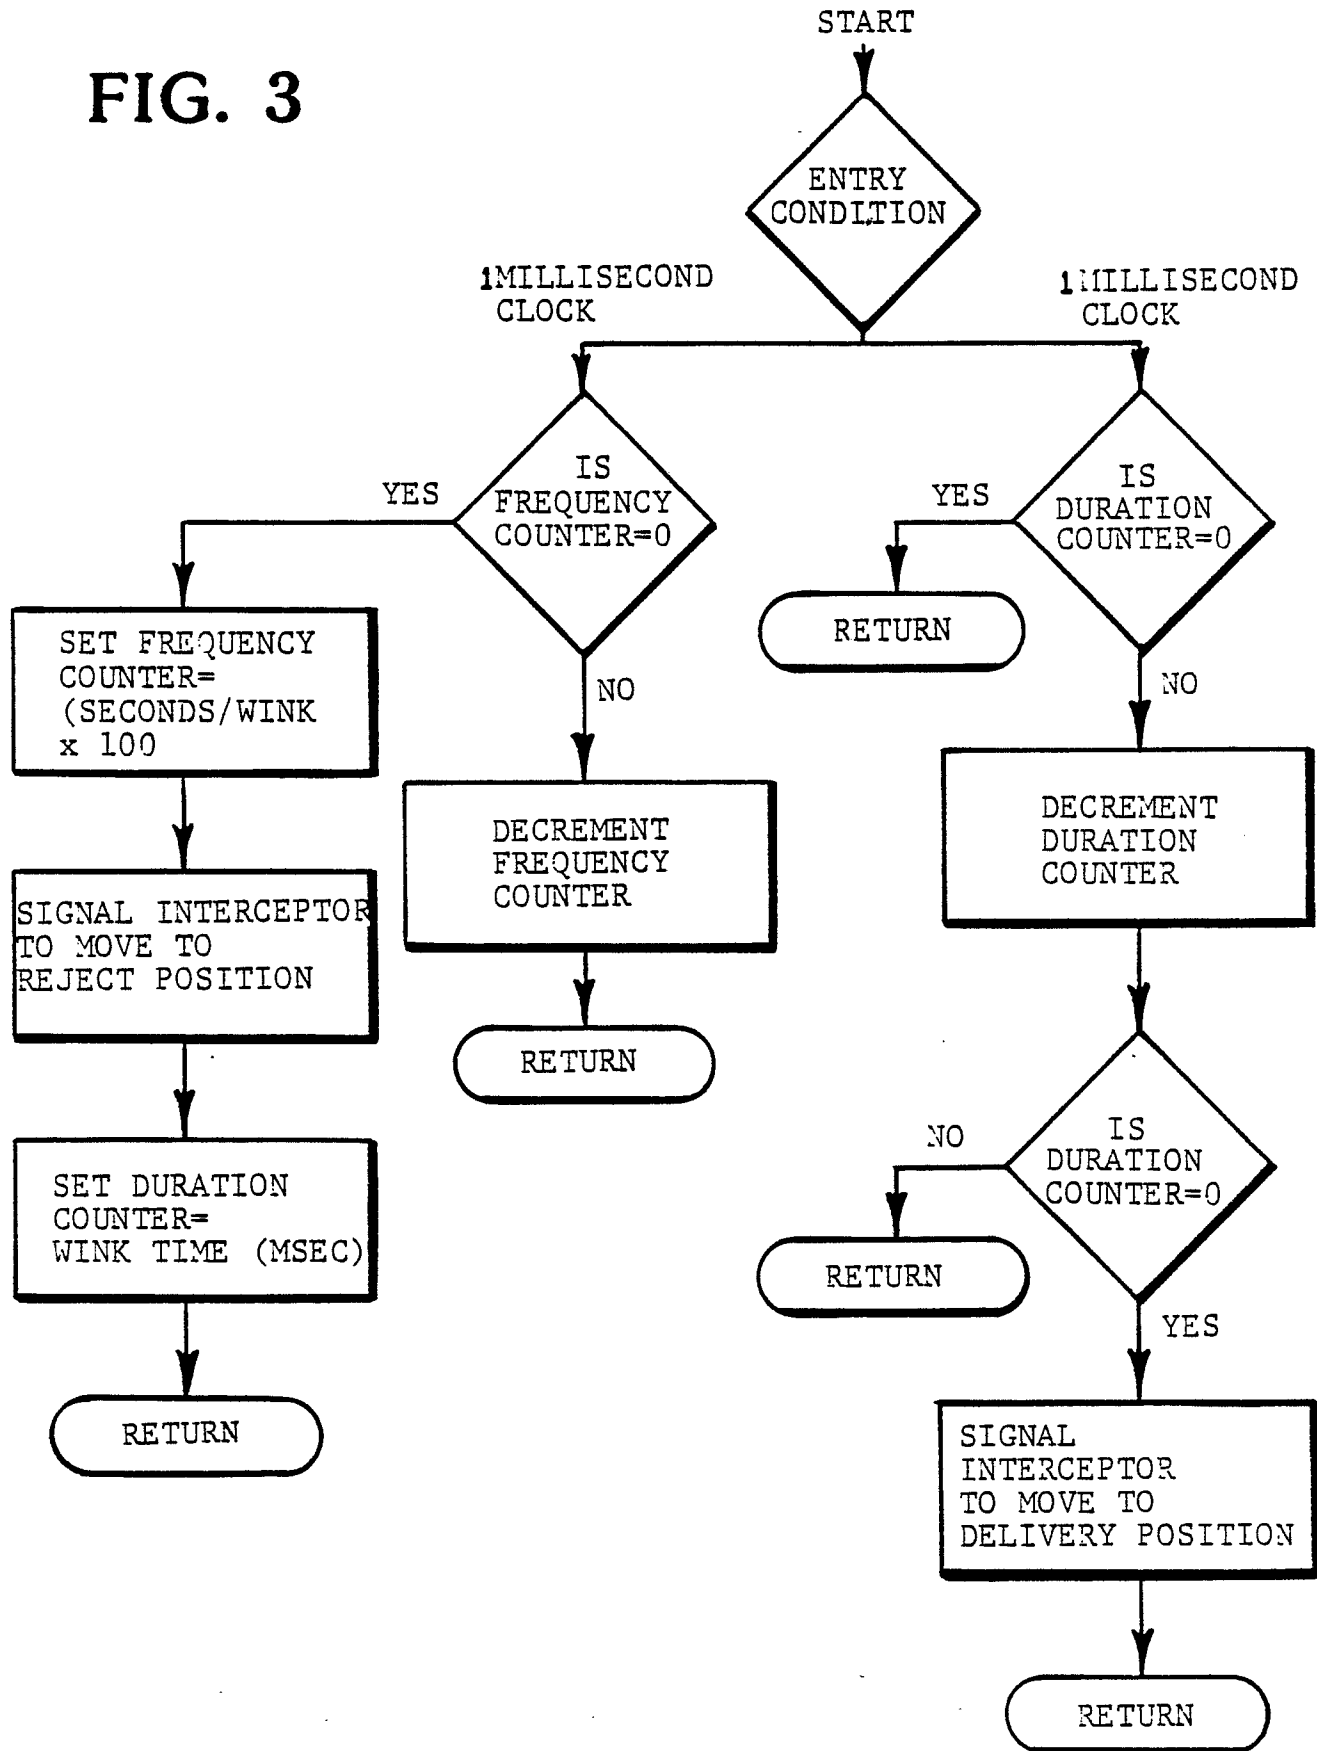 FIG. 3
START
ENTRY
CONDITION
1MILLISECOND
CLOCK
1MILLISECOND
CLOCK
YES
IS
FREQUENCY
COUNTER=0
YES
IS
DURATION
COUNTER=0
SET FREQUENCY
COUNTER=
(SECONDS/WINK
x 100
NO
RETURN
NO
DECREMENT
FREQUENCY
COUNTER
DECREMENT
DURATION
COUNTER
SIGNAL INTERCEPTOR
TO MOVE TO
REJECT POSITION
RETURN
NO
IS
DURATION
COUNTER=0
SET DURATION
COUNTER=
WINK TIME (MSEC)
RETURN
YES
RETURN
SIGNAL
INTERCEPTOR
TO MOVE TO
DELIVERY POSITION
RETURN